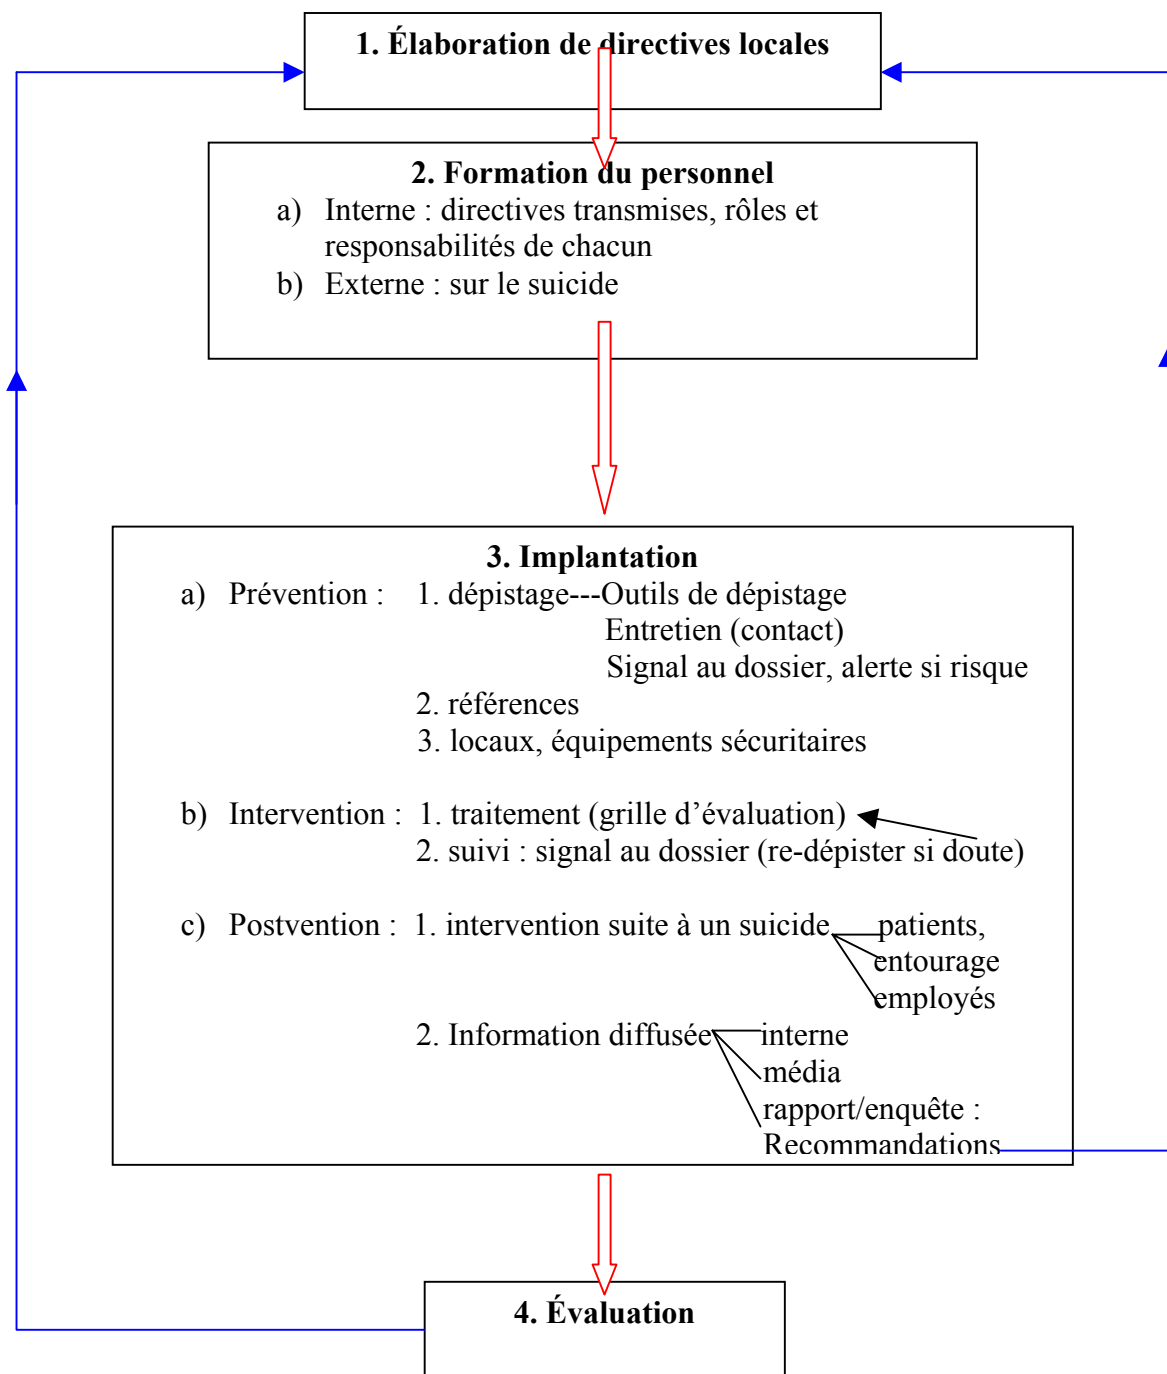 1. Élaboration de directives locales
2. Formation du personnel
a) Interne : directives transmises, rôles et
responsabilités de chacun
b) Externe : sur le suicide
3. Implantation
a) Prévention : 1. dépistage---Outils de dépistage
Entretien (contact)
Signal au dossier, alerte si risque
2. références
3. locaux, équipements sécuritaires
b) Intervention : 1. traitement (grille d’évaluation)
2. suivi : signal au dossier (re-dépister si doute)
c) Postvention : 1. intervention suite à un suicide patients,
entourage
employés
2. Information diffusée interne
média
rapport/enquête :
Recommandations
4. Évaluation